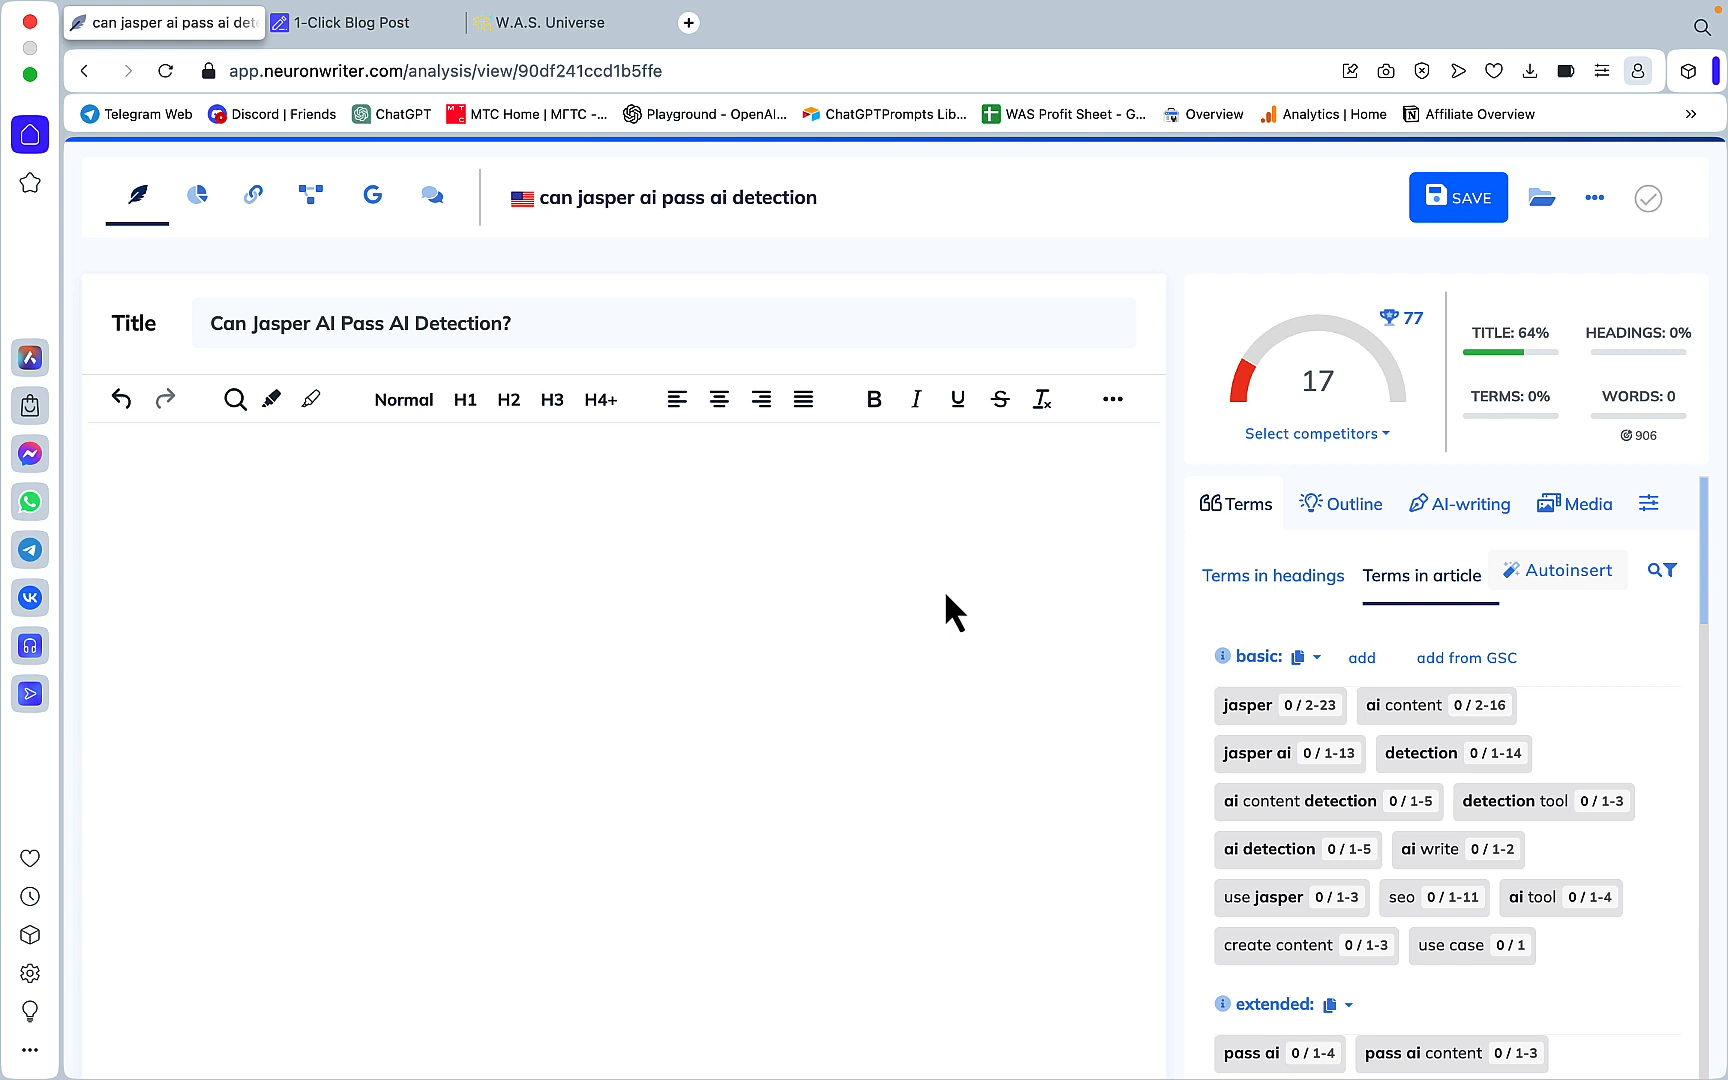 can jasper ai pass ai dete
1-Click Blog Post
W.A.S. Universe
app.neuronwriter.com/analysis/view/90df241ccd1b5ffe
Telegram Web
Discord | Friends
ChatGPT
МТС Home | МГТС -...
Playground - OpenAI...
ChatGPTPrompts Lib...
WAS Profit Sheet - G...
Overview
Analytics | Home
Affiliate Overview
can jasper ai pass ai detection
SAVE
Title
Can Jasper AI Pass AI Detection?
Normal H1 H2 H3 H4+
B I U S
77
17
Select competitors
TITLE: 64%
HEADINGS: 0%
TERMS: 0%
WORDS: 0
906
Terms
Outline
AI-writing
Media
Terms in headings
Terms in article
Autoinsert
basic:
add
add from GSC
jasper 0 / 2-23
ai content 0 / 2-16
jasper ai 0 / 1-13
detection 0 / 1-14
ai content detection 0 / 1-5
detection tool 0 / 1-3
ai detection 0 / 1-5
ai write 0 / 1-2
use jasper 0 / 1-3
seo 0 / 1-11
ai tool 0 / 1-4
create content 0 / 1-3
use case 0 / 1
extended:
pass ai 0 / 1-4
pass ai content 0 / 1-3